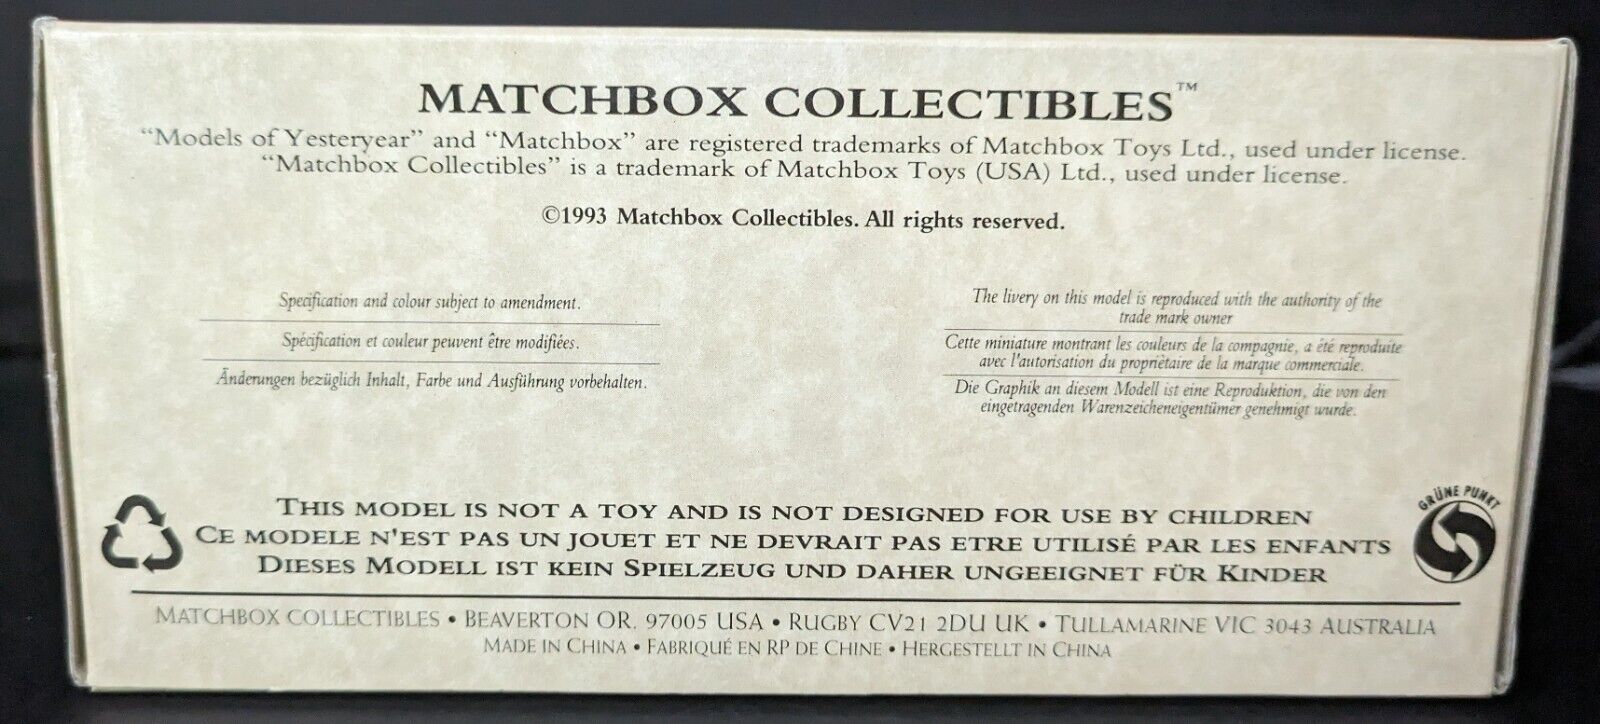 MATCHBOX COLLECTIBLES™
“Models of Yesteryear” and “Matchbox” are registered trademarks of Matchbox Toys Ltd., used under license.
“Matchbox Collectibles” is a trademark of Matchbox Toys (USA) Ltd., used under license.
©1993 Matchbox Collectibles. All rights reserved.
Specification and colour subject to amendment.
Spécification et couleur peuvent être modifiées.
Änderungen bezüglich Inhalt, Farbe und Ausführung vorbehalten.
The livery on this model is reproduced with the authority of the
trade mark owner
Cette miniature montrant les couleurs de la compagnie, a été reproduite
avec l'autorisation du propriètaire de la marque commerciale.
Die Graphik an diesem Modell ist eine Reproduktion, die von den
eingetragenden Warenzeicheneigentümer genehmigt wurde.
THIS MODEL IS NOT A TOY AND IS NOT DESIGNED FOR USE BY CHILDREN
CE MODELE N'EST PAS UN JOUET ET NE DEVRAIT PAS ETRE UTILISÉ PAR LES ENFANTS
DIESES MODELL IST KEIN SPIELZEUG UND DAHER UNGEEIGNET FÜR KINDER
GRÜNE PUNKT
MATCHBOX COLLECTIBLES • BEAVERTON OR. 97005 USA • RUGBY CV21 2DU UK • TULLAMARINE VIC 3043 AUSTRALIA
MADE IN CHINA • FABRIQUÉ EN RP DE CHINE • HERGESTELLT IN CHINA